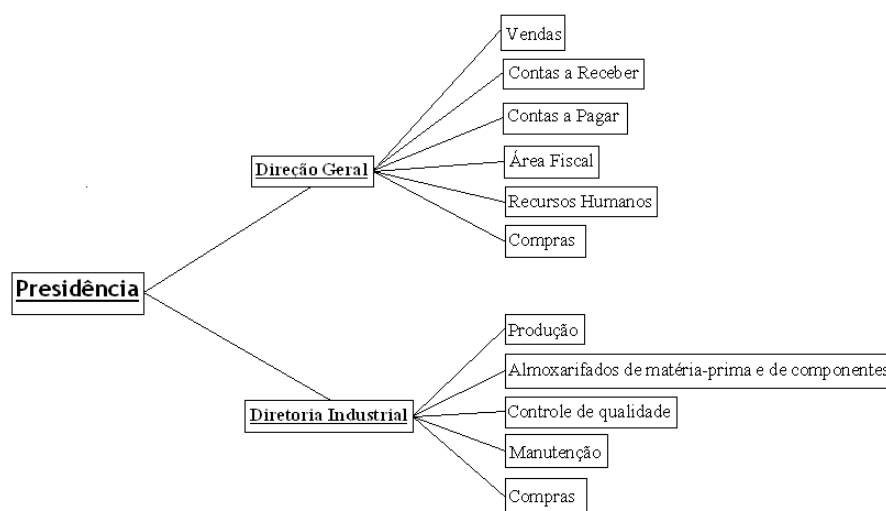 Presidência
Direção Geral
Vendas
Contas a Receber
Contas a Pagar
Área Fiscal
Recursos Humanos
Compras
Diretoria Industrial
Produção
Almoxarifados de matéria-prima e de componentes
Controle de qualidade
Manutenção
Compras